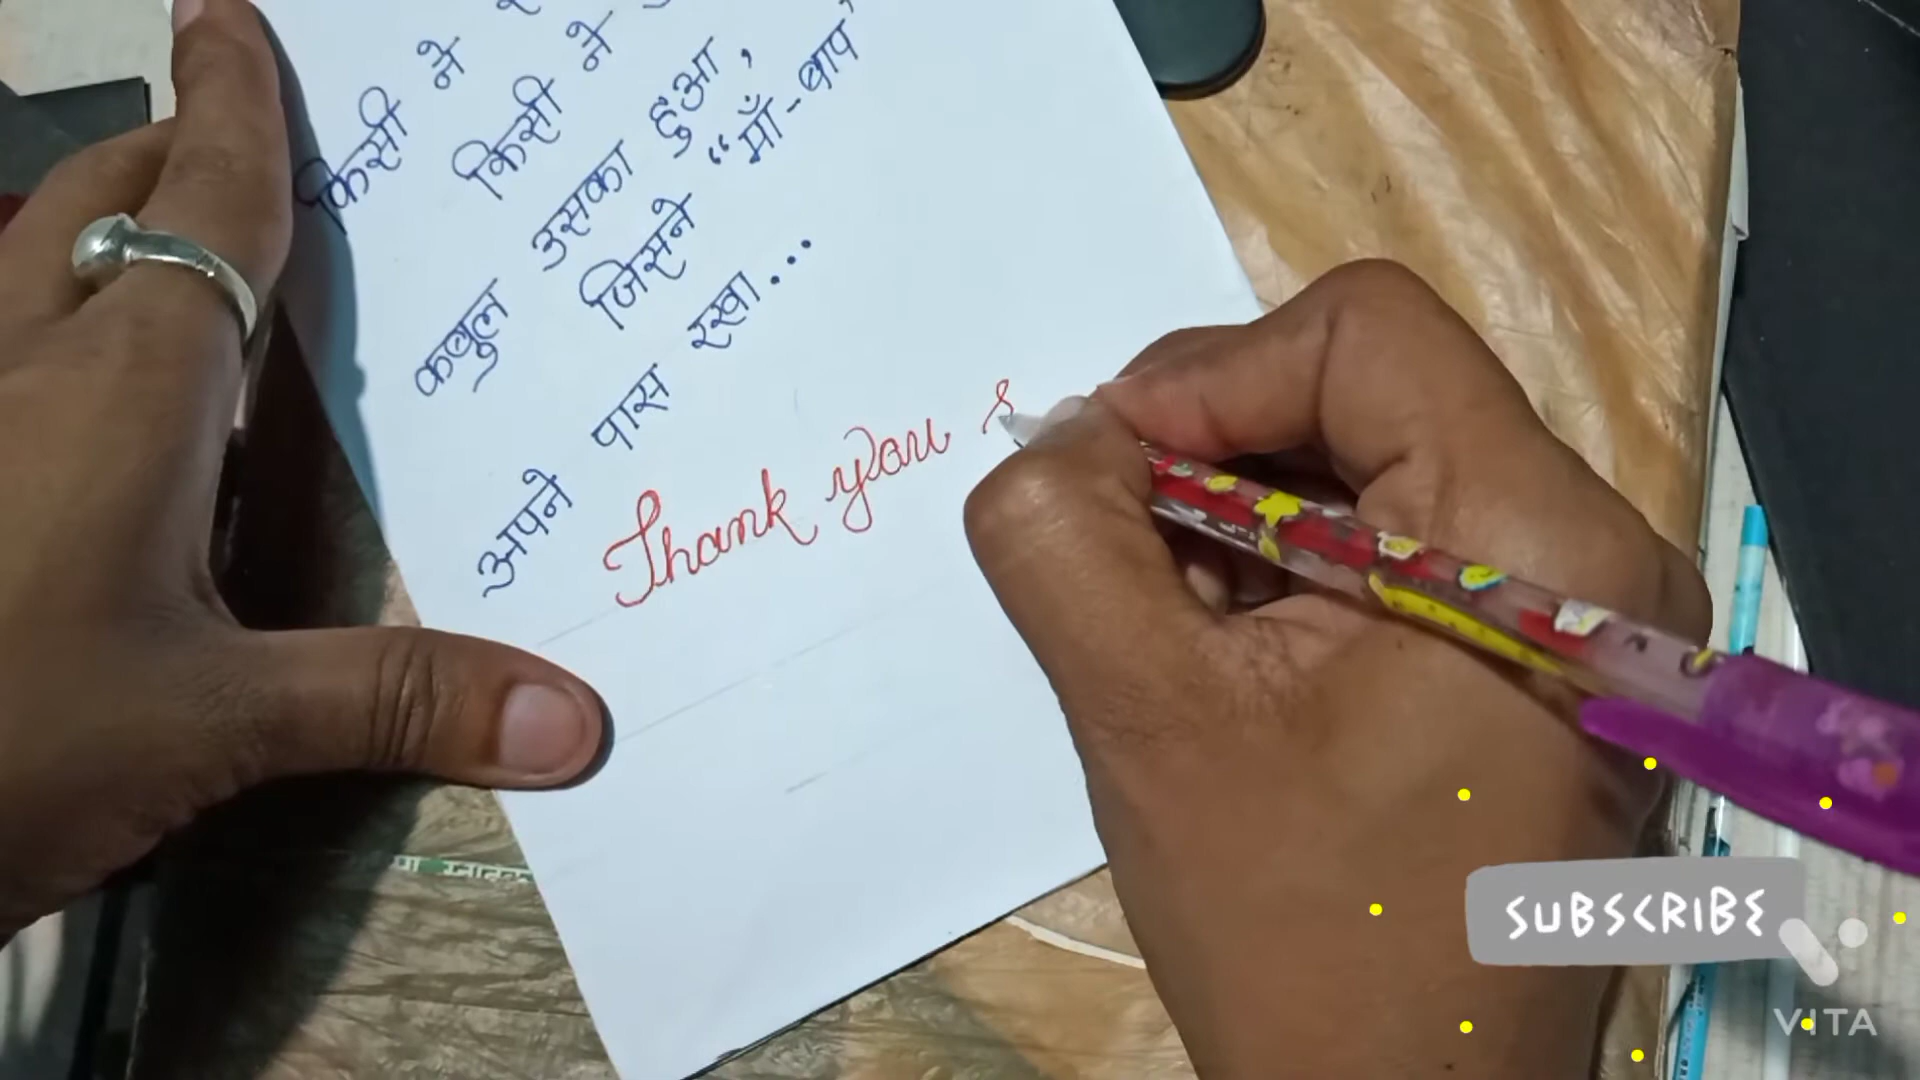 किसी ने
किसी ने
कबुल उसका हुआ,
जिसने "माँ-बाप"
अपने पास रखा...
Thank you s
SUBSCRIBE
VITA